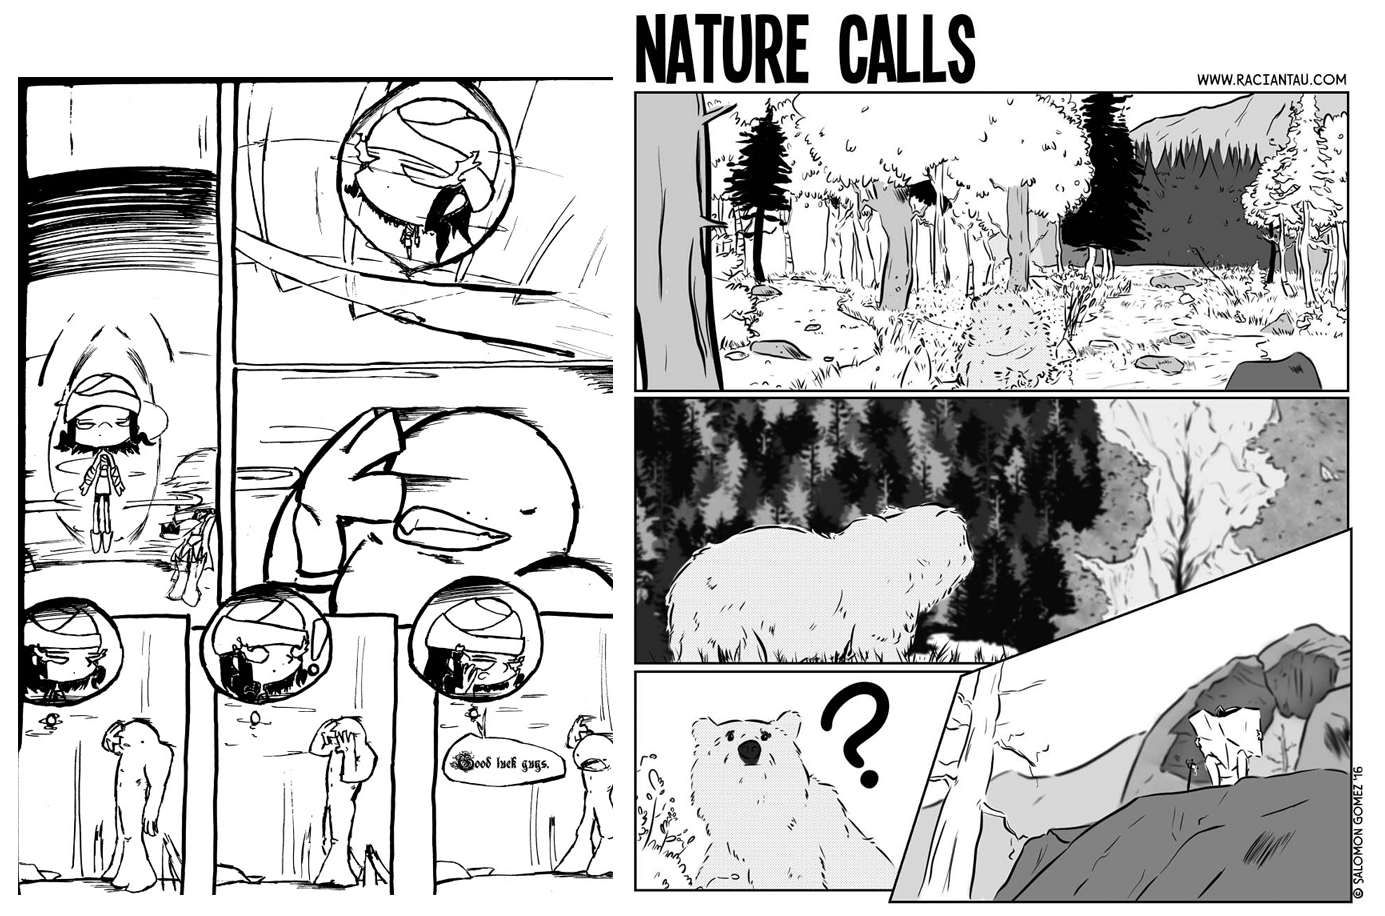 NATURE CALLS
WWW.RACIANTAU.COM
!
Good luck guys.
?
© SALOMON GOMEZ '16